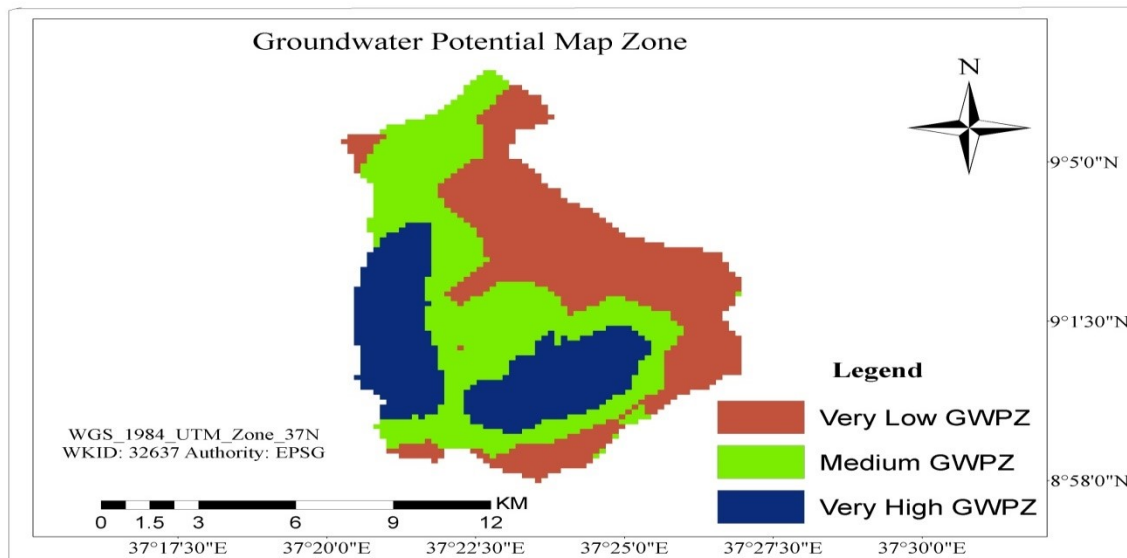 Groundwater Potential Map Zone
N
9°5'0"N
9°1'30"N
8°58'0"N
Legend
Very Low GWPZ
Medium GWPZ
Very High GWPZ
WGS_1984_UTM_Zone_37N
WKID: 32637 Authority: EPSG
KM
0 1.5 3 6 9 12
37°17'30"E 37°20'0"E 37°22'30"E 37°25'0"E 37°27'30"E 37°30'0"E